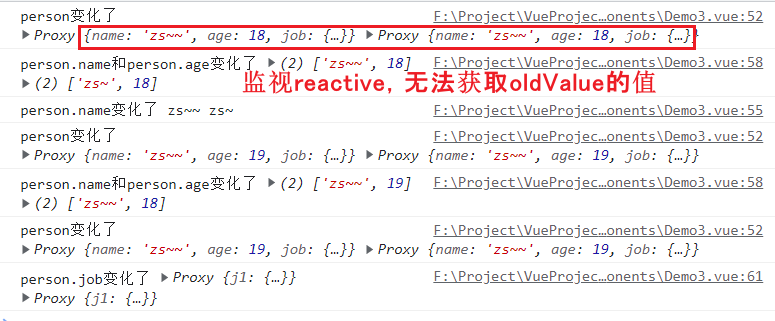 person变化了 F:\Project\VueProjec…onents\Demo3.vue:52
▶ Proxy {name: 'zs~~', age: 18, job: {…}} ▶ Proxy {name: 'zs~~', age: 18, job: {…}}
person.name和person.age变化了 ▶ (2) ['zs~~', 18] F:\Project\VueProjec…onents\Demo3.vue:58
▶ (2) ['zs~', 18]
监视reactive，无法获取oldValue的值
person.name变化了 zs~~ zs~ F:\Project\VueProjec…onents\Demo3.vue:55
person变化了 F:\Project\VueProjec…onents\Demo3.vue:52
▶ Proxy {name: 'zs~~', age: 19, job: {…}} ▶ Proxy {name: 'zs~~', age: 19, job: {…}}
person.name和person.age变化了 ▶ (2) ['zs~~', 19] F:\Project\VueProjec…onents\Demo3.vue:58
▶ (2) ['zs~~', 18]
person变化了 F:\Project\VueProjec…onents\Demo3.vue:52
▶ Proxy {name: 'zs~~', age: 19, job: {…}} ▶ Proxy {name: 'zs~~', age: 19, job: {…}}
person.job变化了 ▶ Proxy {j1: {…}} F:\Project\VueProjec…onents\Demo3.vue:61
▶ Proxy {j1: {…}}